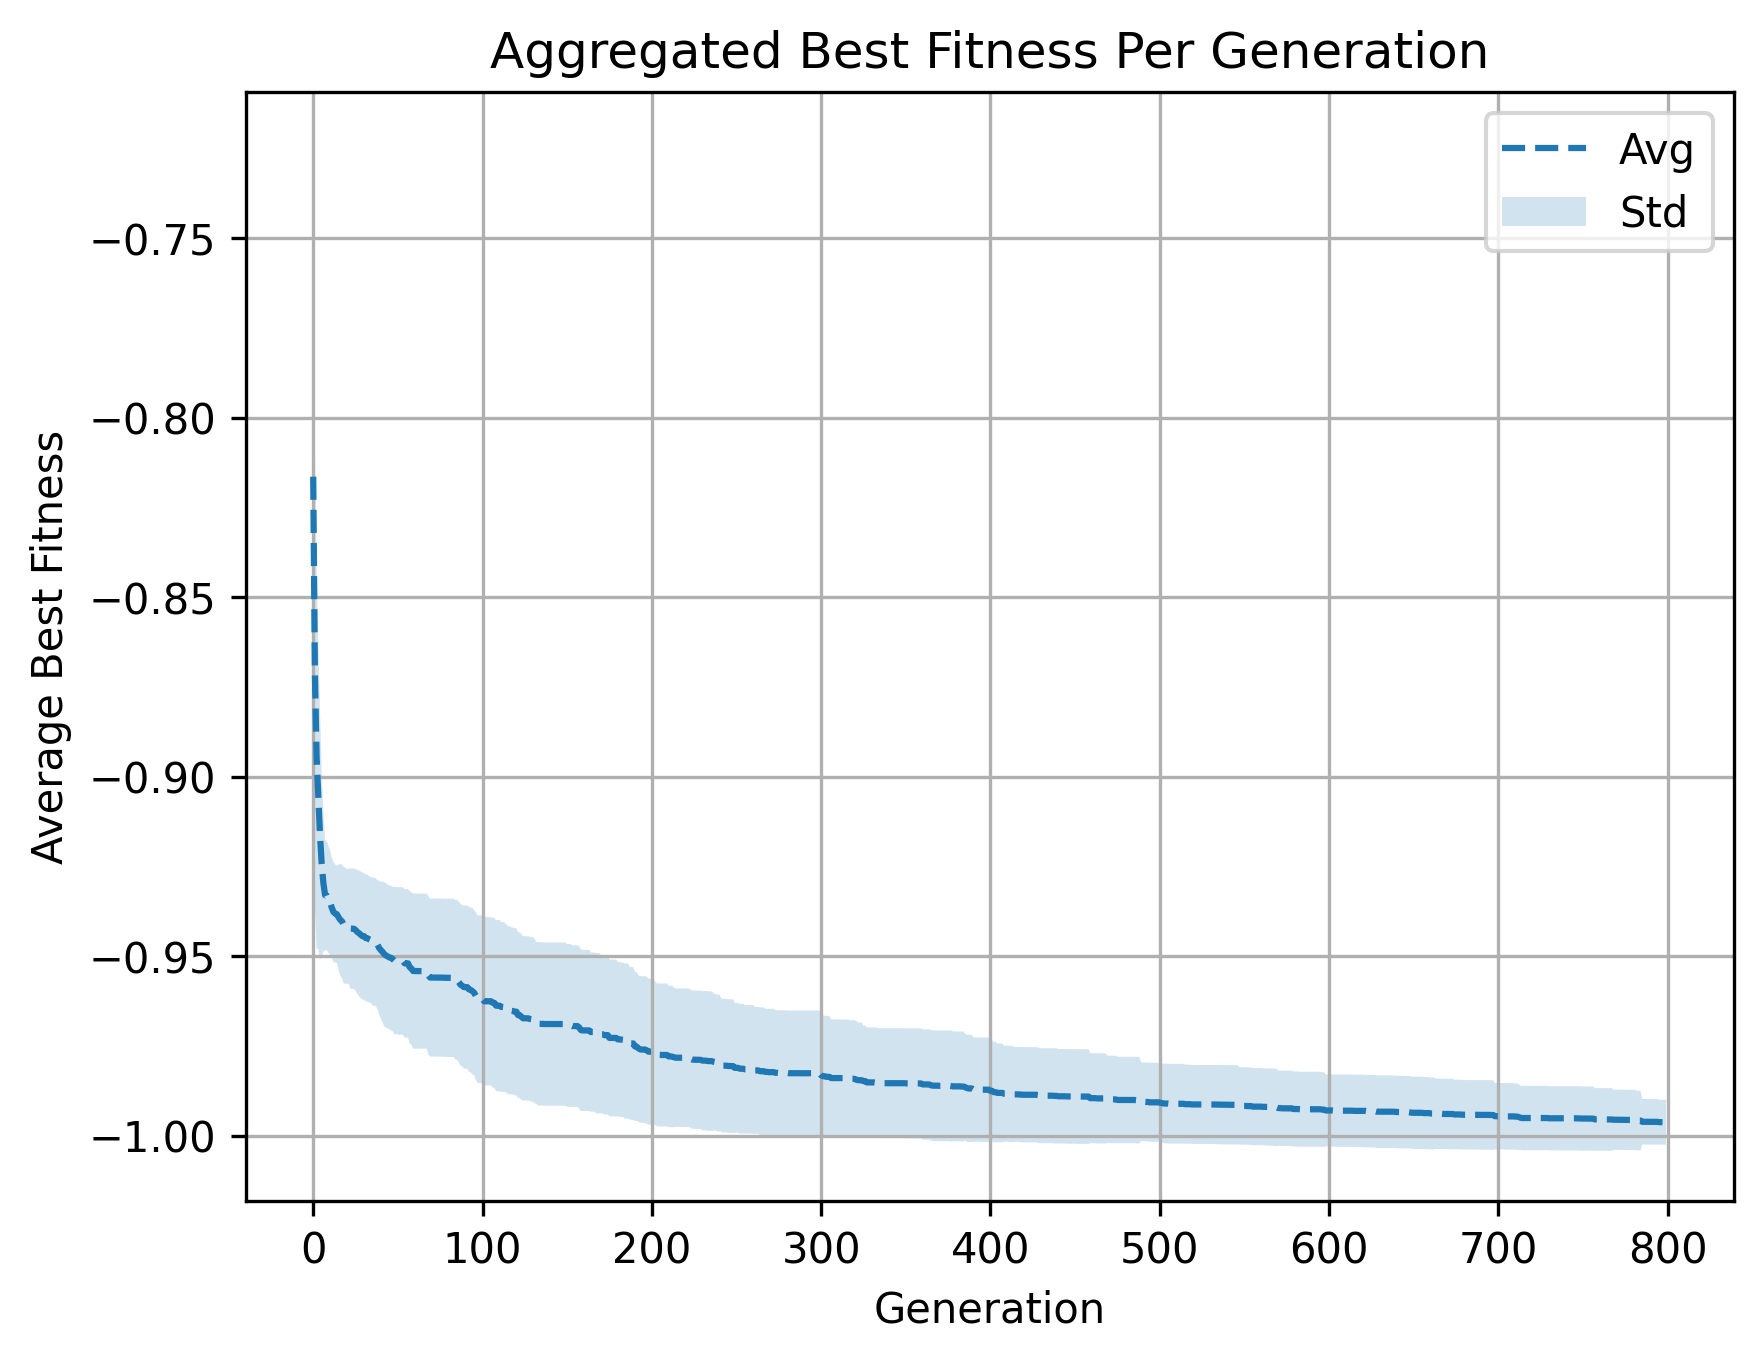 Aggregated Best Fitness Per Generation
Avg
Std
Average Best Fitness
−0.75
−0.80
−0.85
−0.90
−0.95
−1.00
0 100 200 300 400 500 600 700 800
Generation